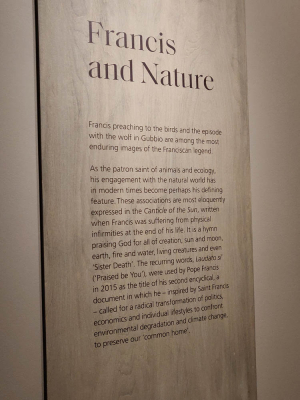 Francis
and Nature
Francis preaching to the birds and the episode
with the wolf in Gubbio are among the most
enduring images of the Franciscan legend.
As the patron saint of animals and ecology,
his engagement with the natural world has
in modern times become perhaps his defining
feature. These associations are most eloquently
expressed in the Canticle of the Sun, written
when Francis was suffering from physical
infirmities at the end of his life. It is a hymn
praising God for all of creation, sun and moon,
earth, fire and water, living creatures and even
‘Sister Death’. The recurring words, Laudato si’
(‘Praised be You’), were used by Pope Francis
in 2015 as the title of his second encyclical, a
document in which he – inspired by Saint Francis
– called for a radical transformation of politics,
economics and individual lifestyles to confront
environmental degradation and climate change,
to preserve our ‘common home’.